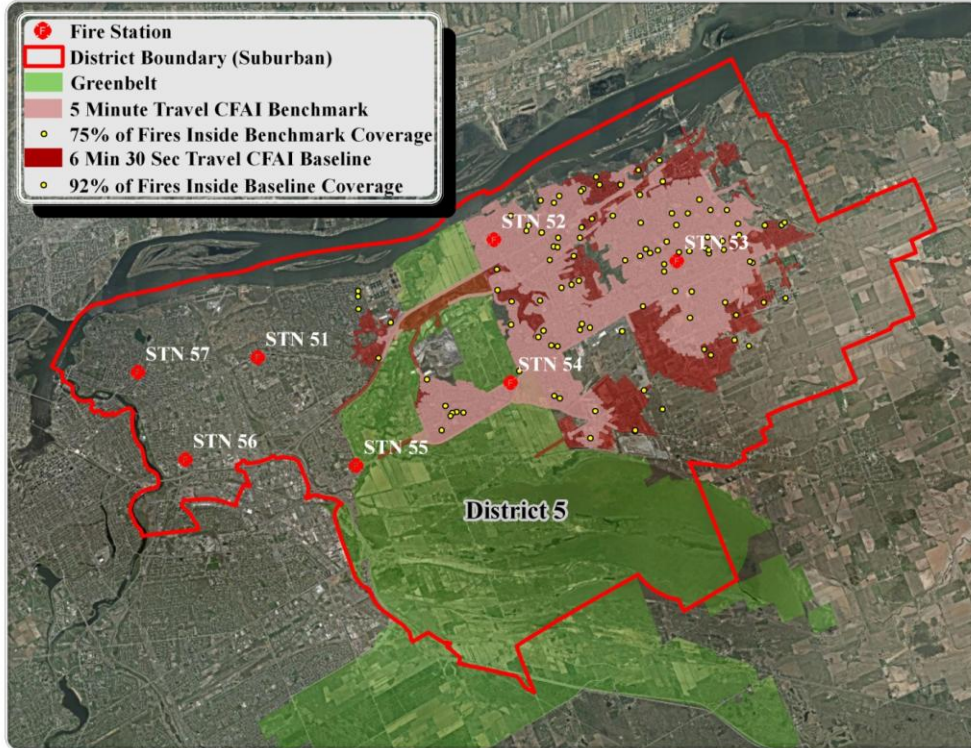 Fire Station
District Boundary (Suburban)
Greenbelt
5 Minute Travel CFAI Benchmark
75% of Fires Inside Benchmark Coverage
6 Min 30 Sec Travel CFAI Baseline
92% of Fires Inside Baseline Coverage
STN 52
STN 53
STN 51
STN 57
STN 54
STN 56
STN 55
District 5